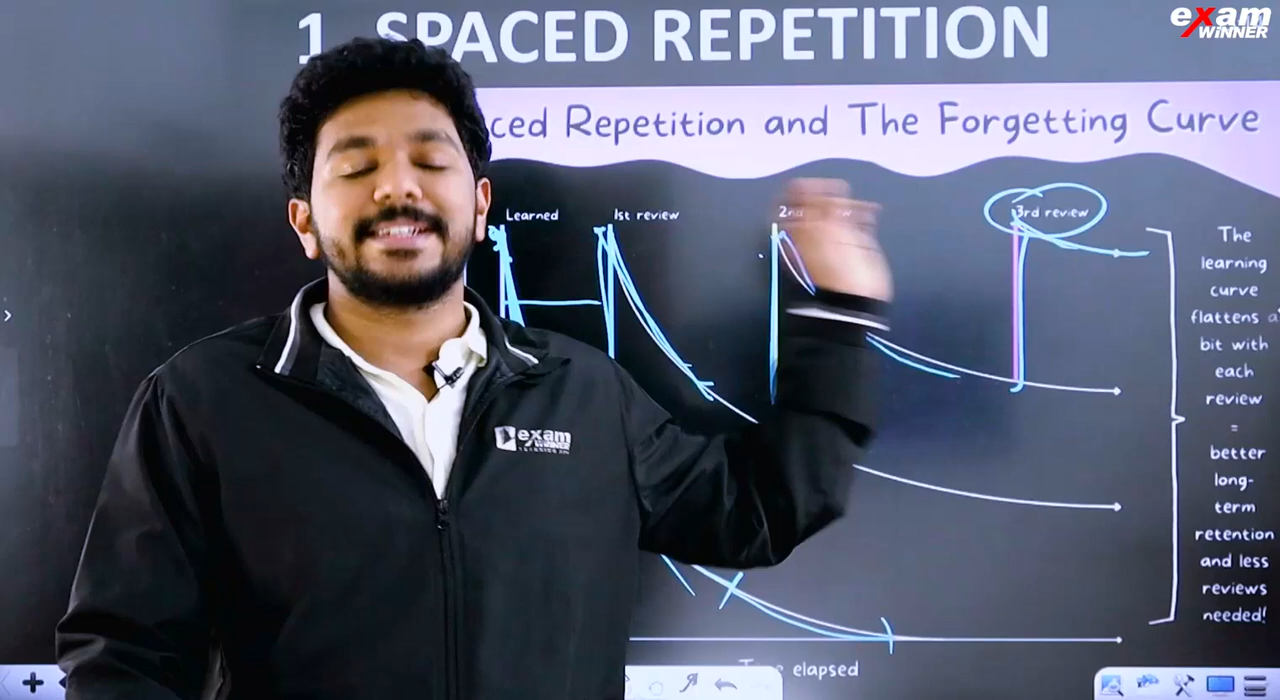 1. SPACED REPETITION
exam
WiNNER
ced Repetition and The Forgetting Curve
Learned
1st review
2nd
3rd review
The
learning
curve
flattens a
bit with
each
review
=
better
long-
term
retention
and less
reviews
needed!
exam
WINNER
elapsed